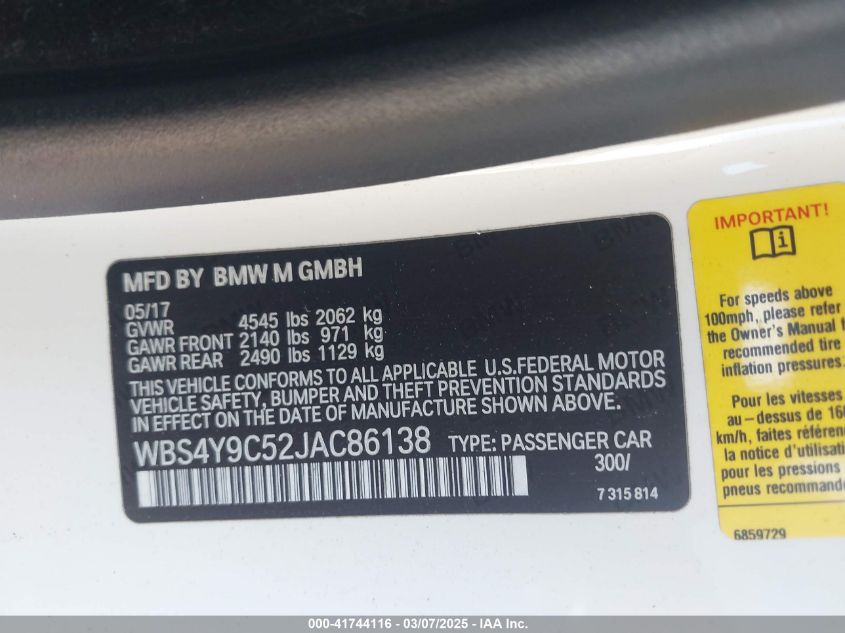 MFD BY BMW M GMBH
05/17
GVWR 4545 lbs 2062 kg
GAWR FRONT 2140 lbs 971 kg
GAWR REAR 2490 lbs 1129 kg
THIS VEHICLE CONFORMS TO ALL APPLICABLE U.S.FEDERAL MOTOR
VEHICLE SAFETY, BUMPER AND THEFT PREVENTION STANDARDS
IN EFFECT ON THE DATE OF MANUFACTURE SHOWN ABOVE.
WBS4Y9C52JAC86138 TYPE: PASSENGER CAR
300/
7 315 814
IMPORTANT!
For speeds above
100mph, please refer
the Owner's Manual
recommended tire
inflation pressures.
Pour les vitesses
au-dessus de
km/h, faites
la notice d'utilisation
pour les pressions
pneus
6859729
000-41744116 - 03/07/2025 - IAA Inc.